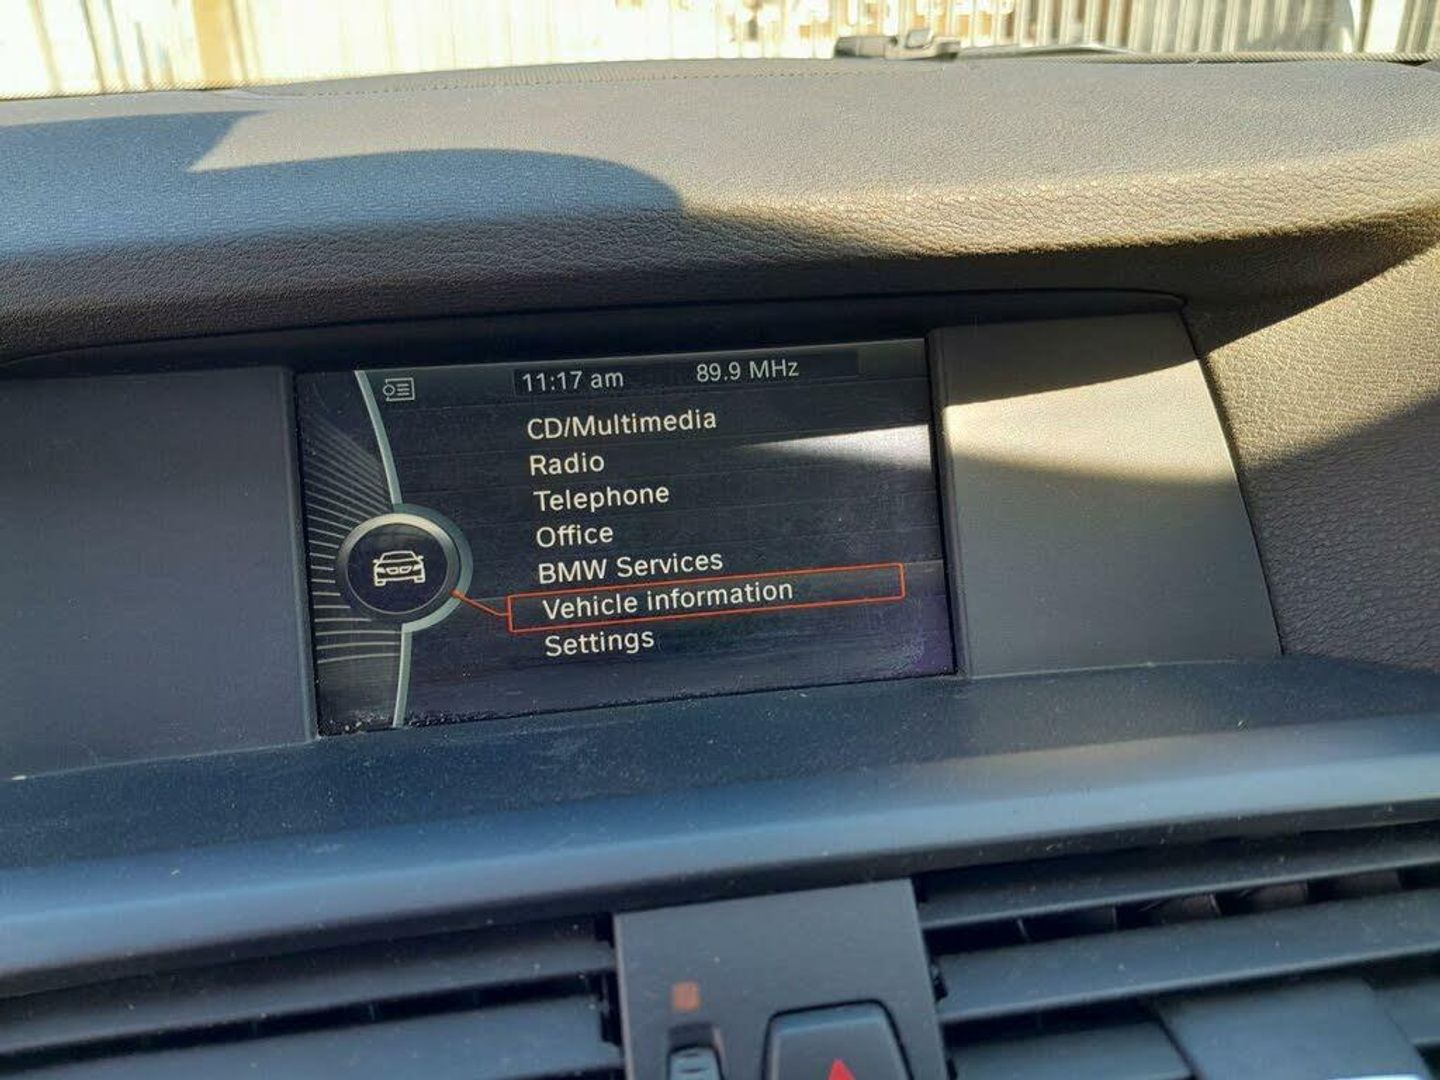 11:17 am 89.9 MHz
CD/Multimedia
Radio
Telephone
Office
BMW Services
Vehicle information
Settings